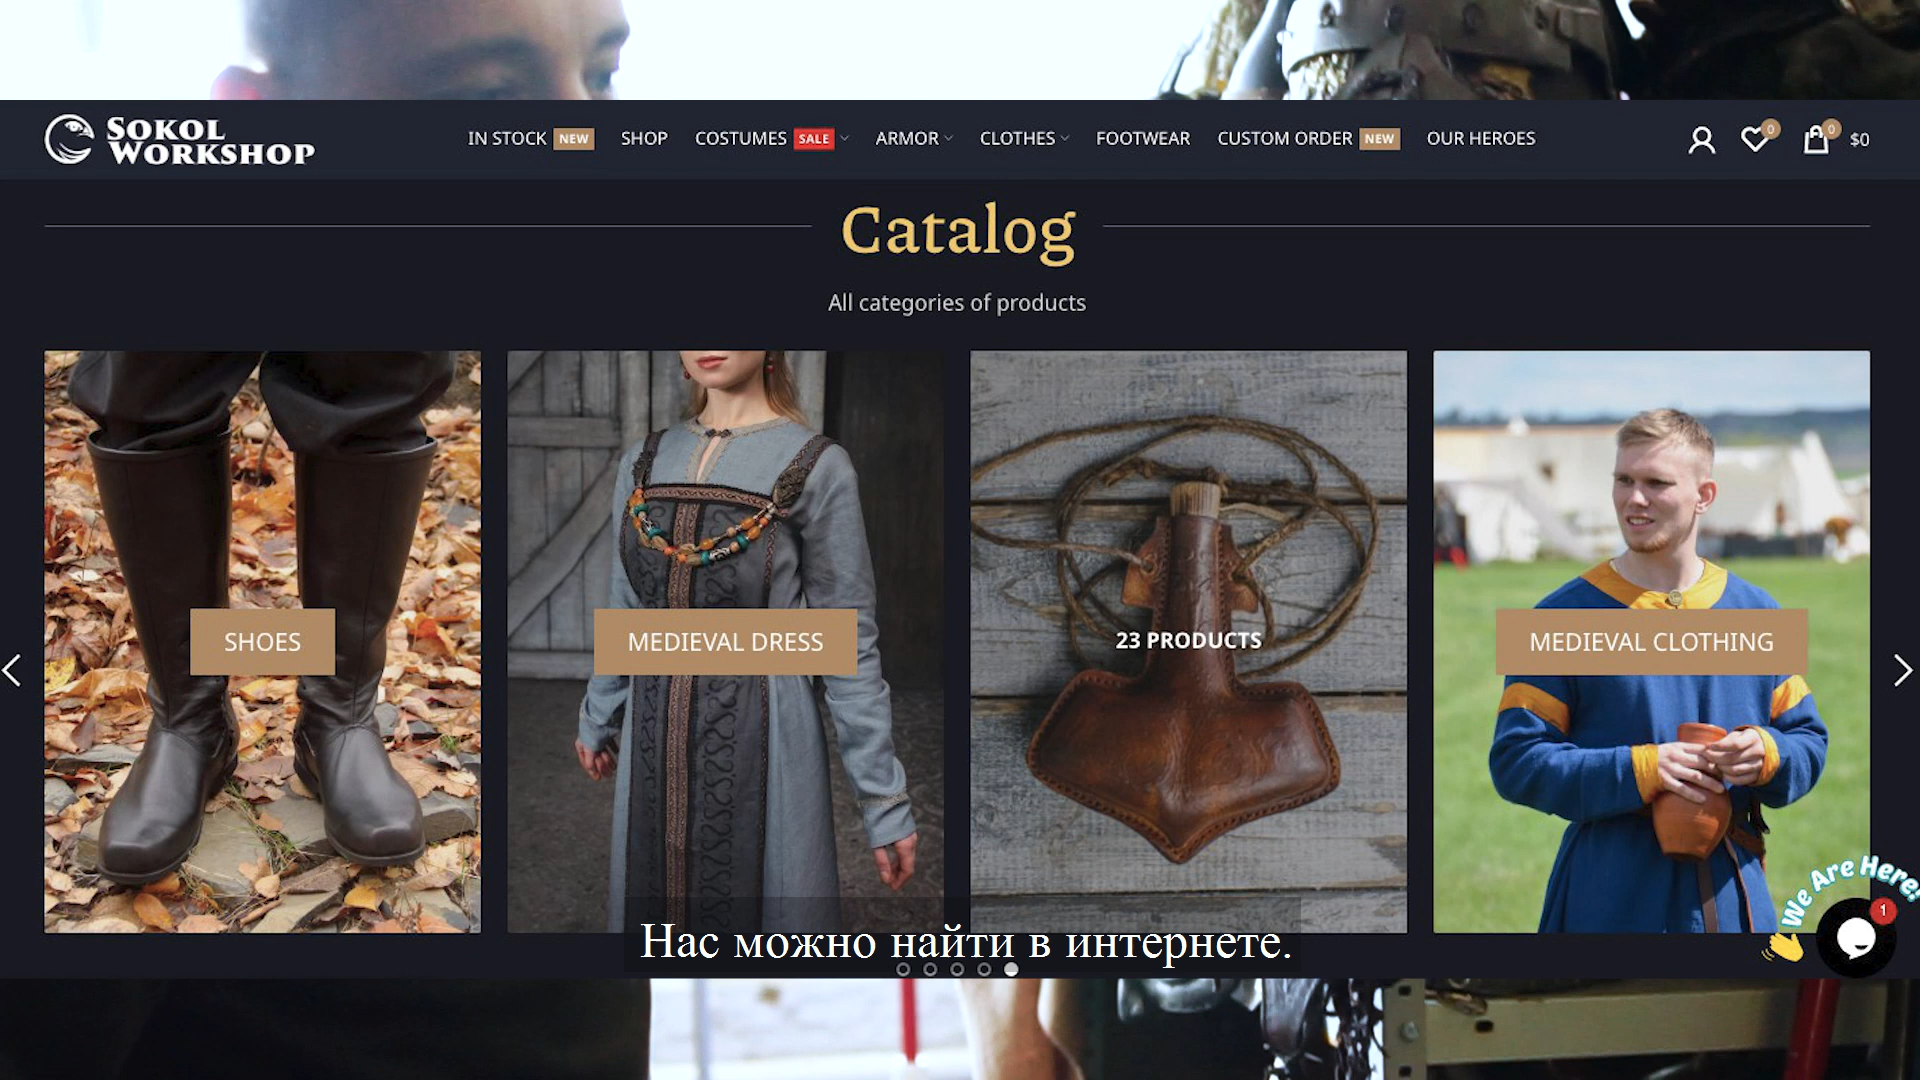 SOKOL
WORKSHOP
IN STOCK NEW SHOP COSTUMES SALE ARMOR CLOTHES FOOTWEAR CUSTOM ORDER NEW OUR HEROES 0 0 $0
Catalog
All categories of products
SHOES
MEDIEVAL DRESS
23 PRODUCTS
MEDIEVAL CLOTHING
We Are Here!
1
Нас можно найти в интернете.